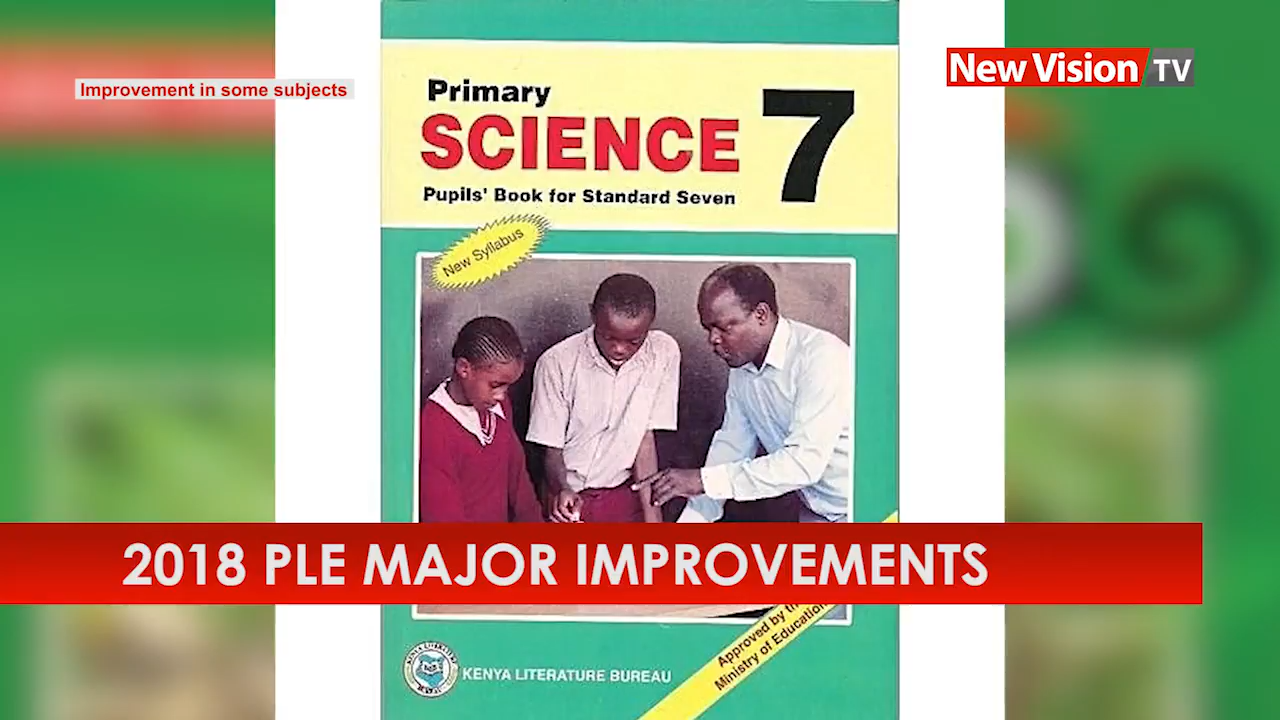 Improvement in some subjects
New Vision TV
Primary
SCIENCE 7
Pupils' Book for Standard Seven
New Syllabus
2018 PLE MAJOR IMPROVEMENTS
Approved by
Ministry of Education
KENYA LITERATURE BUREAU